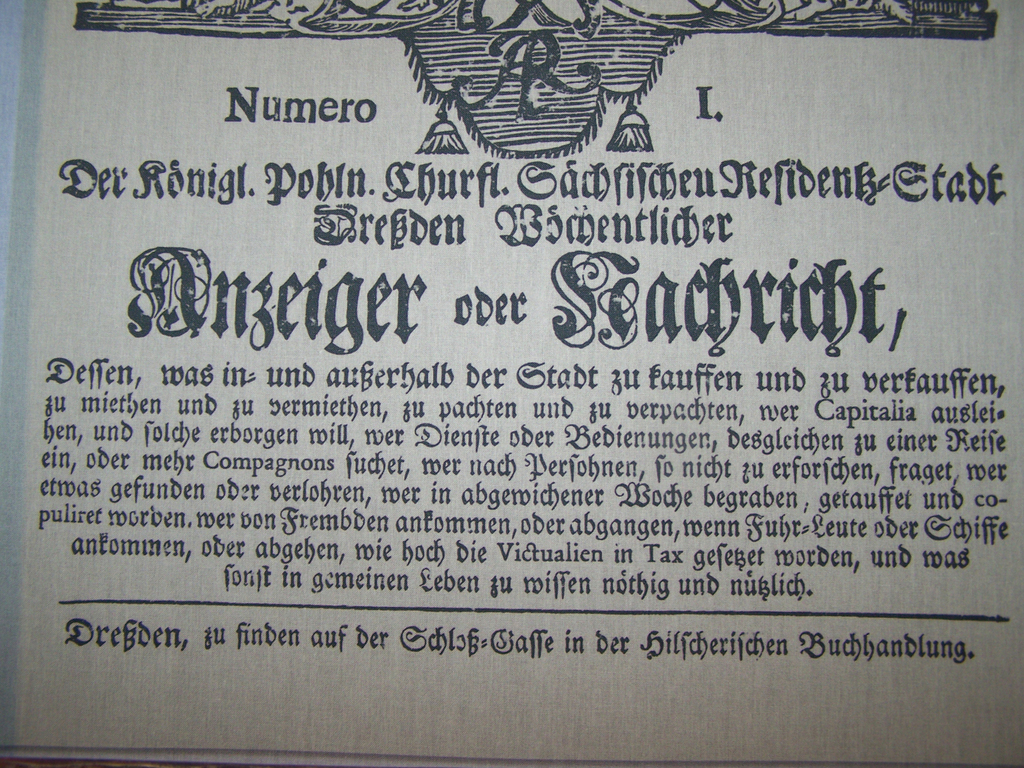 AR
Numero I.
Der Königl. Pohln. Churfl. Sächsischen Residentz-Stadt
Dreßden Wöchentlicher
Anzeiger oder Nachricht,
Dessen, was in- und außerhalb der Stadt zu kauffen und zu verkauffen,
zu miethen und zu vermiethen, zu pachten und zu verpachten, wer Capitalia auslei-
hen, und solche erborgen will, wer Dienste oder Bedienungen, desgleichen zu einer Reise
ein, oder mehr Compagnons suchet, wer nach Persohnen, so nicht zu erforschen, fraget, wer
etwas gefunden oder verlohren, wer in abgewichener Woche begraben, getauffet und co-
puliret worden, wer von Frembden ankommen, oder abgangen, wenn Fuhr-Leute oder Schiffe
ankommen, oder abgehen, wie hoch die Victualien in Tax gesetzet worden, und was
sonst in gemeinen Leben zu wissen nöthig und nützlich.
Dreßden, zu finden auf der Schloß-Gasse in der Hilscherischen Buchhandlung.